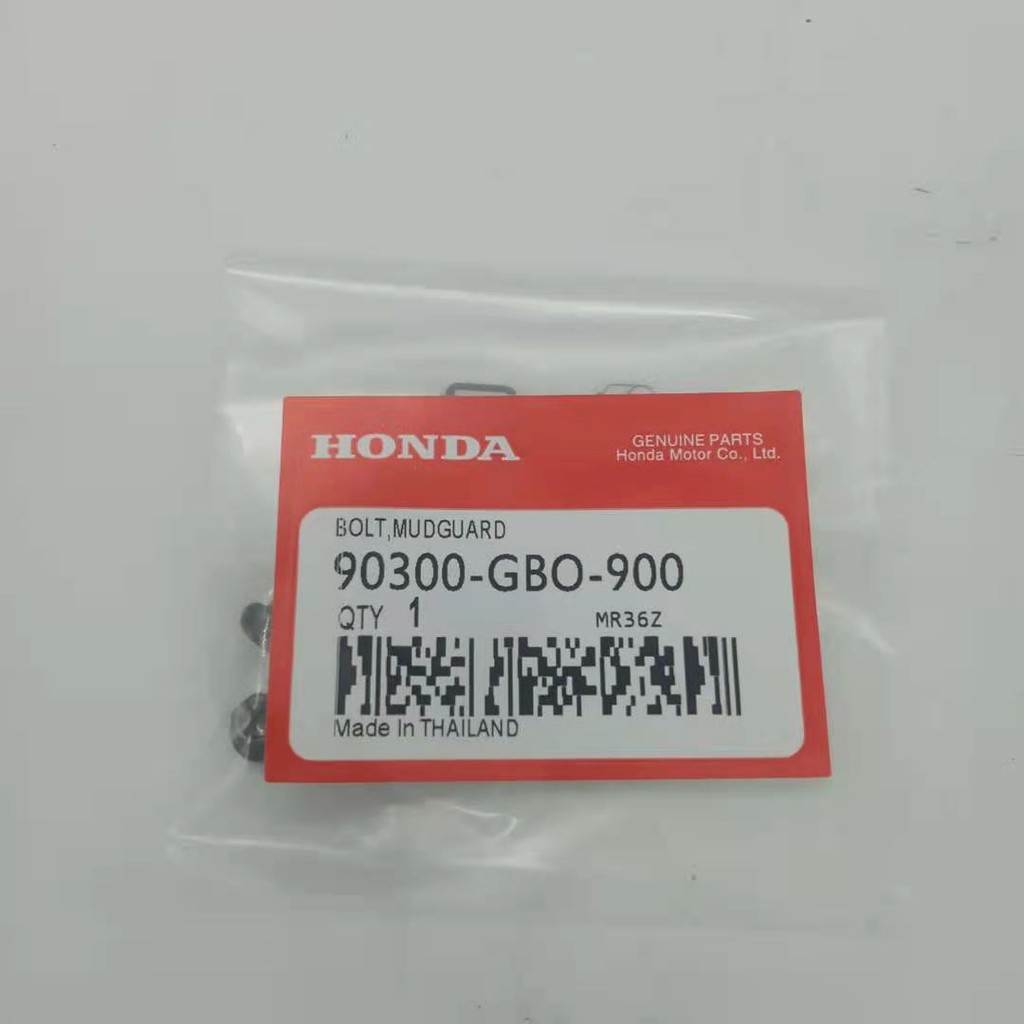 HONDA
GENUINE PARTS
Honda Motor Co., Ltd.
BOLT,MUDGUARD
90300-GBO-900
QTY 1 MR36Z
Made In THAILAND